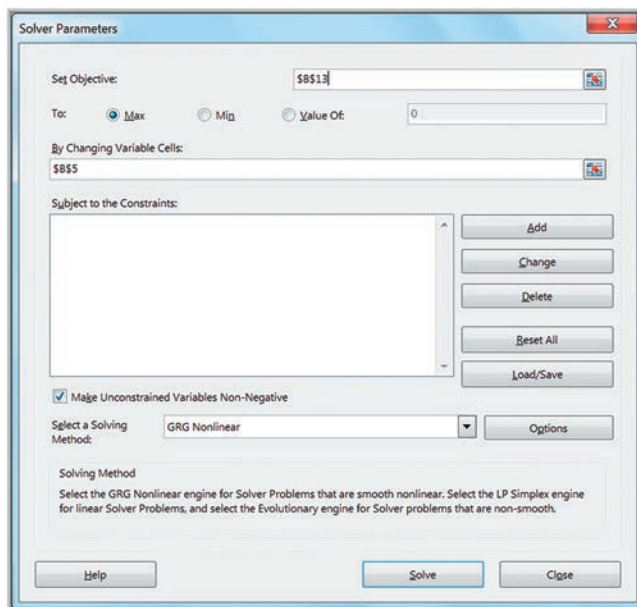 Solver Parameters
Set Objective:
$B$13
To:
Max
Min
Value Of:
0
By Changing Variable Cells:
$B$5
Subject to the Constraints:
Add
Change
Delete
Reset All
Load/Save
Make Unconstrained Variables Non-Negative
Select a Solving
Method:
GRG Nonlinear
Options
Solving Method
Select the GRG Nonlinear engine for Solver Problems that are smooth nonlinear. Select the LP Simplex engine
for linear Solver Problems, and select the Evolutionary engine for Solver problems that are non-smooth.
Help
Solve
Close